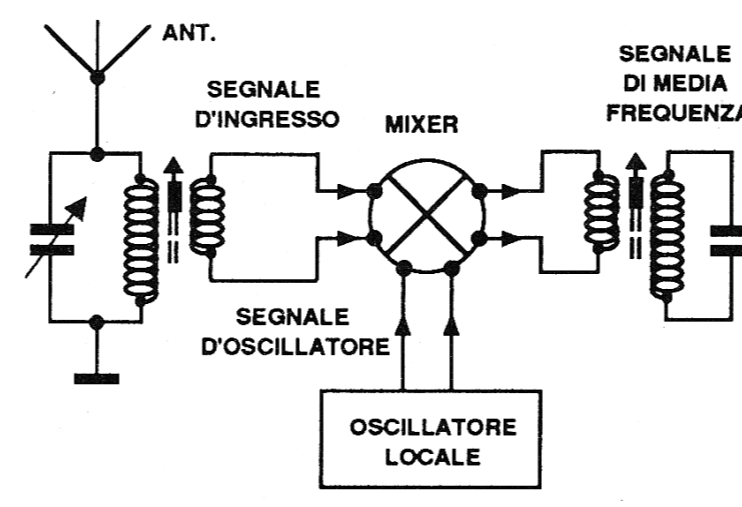 ANT.
SEGNALE
D'INGRESSO
MIXER
SEGNALE
DI MEDIA
FREQUENZA
SEGNALE
D'OSCILLATORE
OSCILLATORE
LOCALE